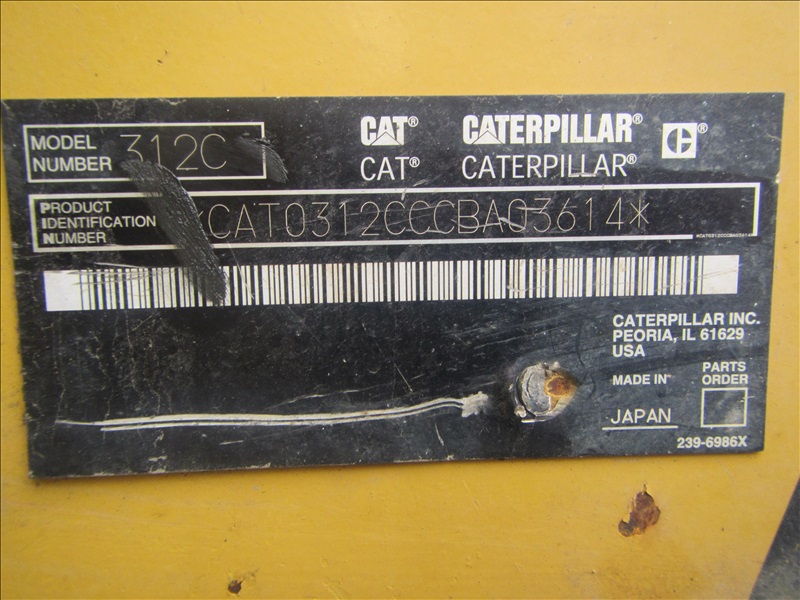 MODEL NUMBER 312C
CAT® CATERPILLAR® C®
CAT® CATERPILLAR®
PRODUCT IDENTIFICATION NUMBER *CAT0312CCCBA03614*
*CAT0312CCCBA03614*
CATERPILLAR INC.
PEORIA, IL 61629
USA
MADE IN
JAPAN
PARTS ORDER
239-6986X